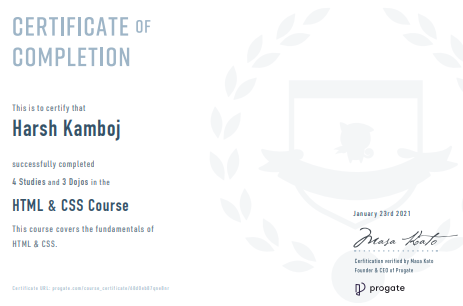 CERTIFICATE OF
COMPLETION
This is to certify that
Harsh Kamboj
successfully completed
4 Studies and 3 Dojos in the
HTML & CSS Course
This course covers the fundamentals of
HTML & CSS.
January 23rd 2021
Masa Kato
Certification verified by Masa Kato
Founder & CEO of Progate
progate
Certificate URL: progate.com/course_certificate/